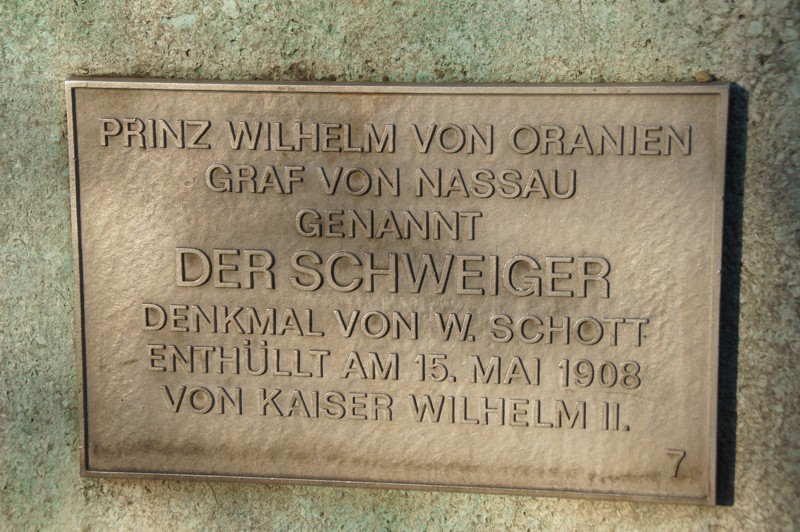 PRINZ WILHELM VON ORANIEN
GRAF VON NASSAU
GENANNT
DER SCHWEIGER
DENKMAL VON W. SCHOTT
ENTHÜLLT AM 15. MAI 1908
VON KAISER WILHELM II.
7